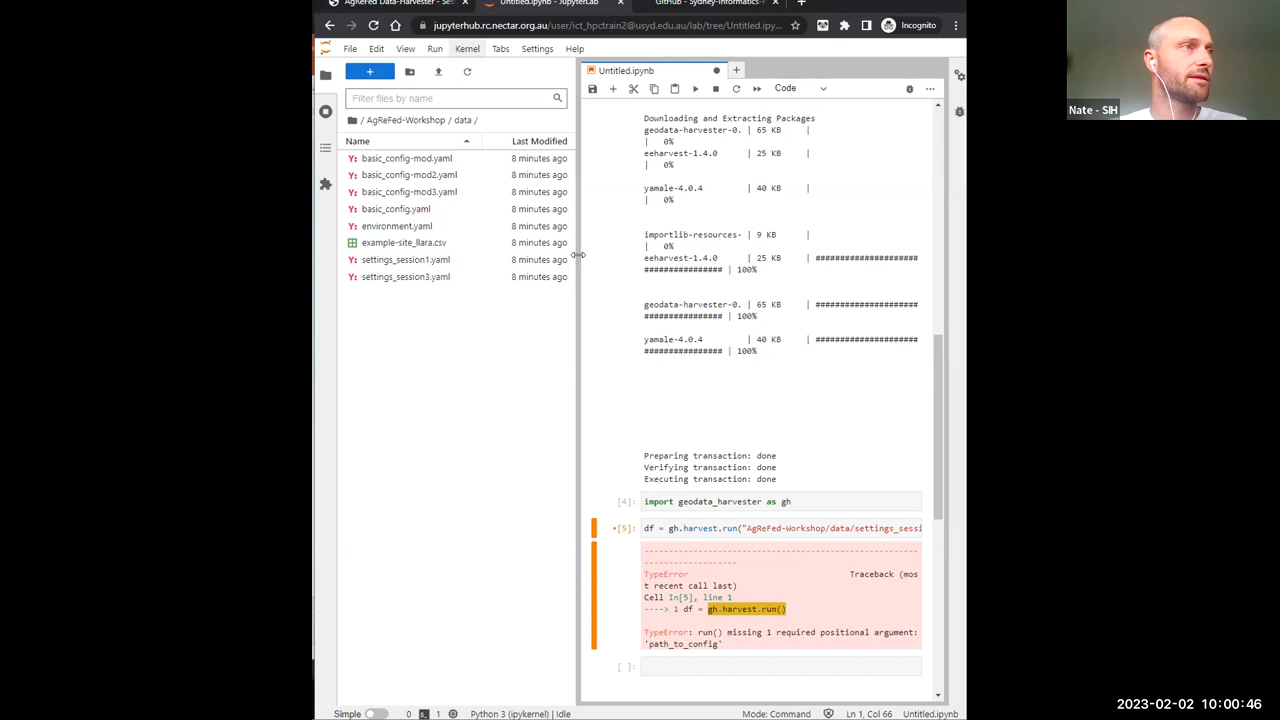 AgReFed Data-Harvester - Set
Untitled.ipynb - JupyterLab
GitHub - Sydney-Informatics-H
jupyterhub.rc.nectar.org.au/user/ict_hpctrain2@usyd.edu.au/lab/tree/Untitled.ipy...
Incognito
File Edit View Run Kernel Tabs Settings Help
Untitled.ipynb
+
Filter files by name
Code
/ AgReFed-Workshop / data /
Name Last Modified
basic_config-mod.yaml 8 minutes ago
basic_config-mod2.yaml 8 minutes ago
basic_config-mod3.yaml 8 minutes ago
basic_config.yaml 8 minutes ago
environment.yaml 8 minutes ago
example-site_llara.csv 8 minutes ago
settings_session1.yaml 8 minutes ago
settings_session3.yaml 8 minutes ago
Downloading and Extracting Packages
geodata-harvester-0. | 65 KB |
| 0%
eeharvest-1.4.0 | 25 KB |
| 0%
yamale-4.0.4 | 40 KB |
| 0%
importlib-resources- | 9 KB |
| 0%
eeharvest-1.4.0 | 25 KB | #####################
################ | 100%
geodata-harvester-0. | 65 KB | #####################
################ | 100%
yamale-4.0.4 | 40 KB | #####################
################ | 100%
Preparing transaction: done
Verifying transaction: done
Executing transaction: done
[4]: import geodata_harvester as gh
[5]: df = gh.harvest.run("AgReFed-Workshop/data/settings_sessi
TypeError Traceback (mos
t recent call last)
Cell In[5], line 1
----> 1 df = gh.harvest.run()
TypeError: run() missing 1 required positional argument:
'path_to_config'
[ ]:
Simple 0 1 Python 3 (ipykernel) | Idle Mode: Command Ln 1, Col 66 Untitled.ipynb
Nate - SIH
2023-02-02 10:00:46